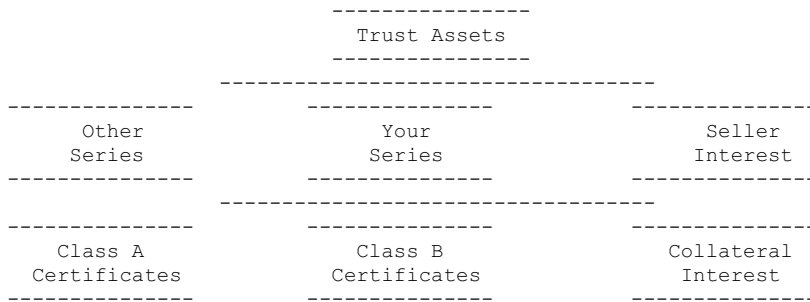 ----------------
Trust Assets
----------------
-----------------------------------
--------------- --------------- ---------------
Other Your Seller
Series Series Interest
--------------- --------------- ---------------
-----------------------------------
--------------- --------------- ---------------
Class A Class B Collateral
Certificates Certificates Interest
--------------- --------------- ---------------